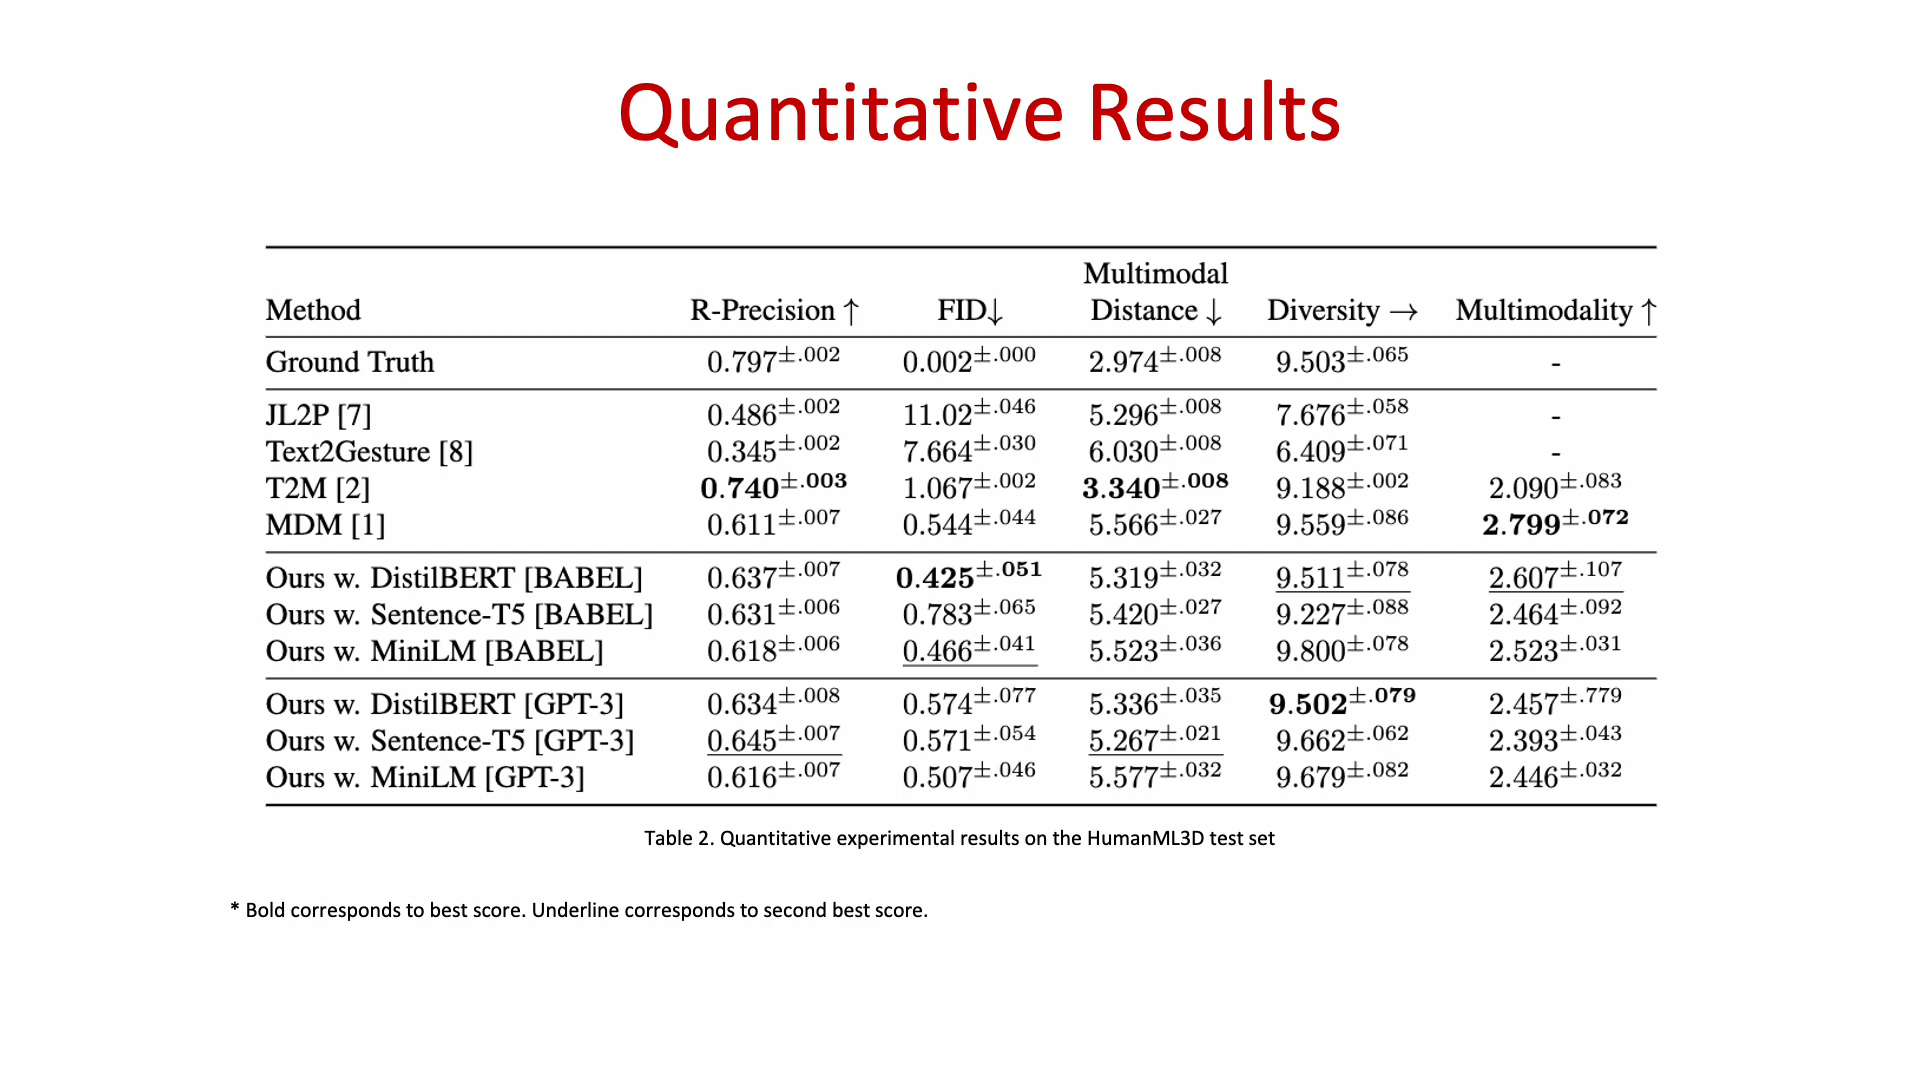 Quantitative Results
Multimodal
Method R-Precision ↑ FID↓ Distance ↓ Diversity → Multimodality ↑
Ground Truth 0.797±.002 0.002±.000 2.974±.008 9.503±.065 -
JL2P [7] 0.486±.002 11.02±.046 5.296±.008 7.676±.058 -
Text2Gesture [8] 0.345±.002 7.664±.030 6.030±.008 6.409±.071 -
T2M [2] 0.740±.003 1.067±.002 3.340±.008 9.188±.002 2.090±.083
MDM [1] 0.611±.007 0.544±.044 5.566±.027 9.559±.086 2.799±.072
Ours w. DistilBERT [BABEL] 0.637±.007 0.425±.051 5.319±.032 9.511±.078 2.607±.107
Ours w. Sentence-T5 [BABEL] 0.631±.006 0.783±.065 5.420±.027 9.227±.088 2.464±.092
Ours w. MiniLM [BABEL] 0.618±.006 0.466±.041 5.523±.036 9.800±.078 2.523±.031
Ours w. DistilBERT [GPT-3] 0.634±.008 0.574±.077 5.336±.035 9.502±.079 2.457±.779
Ours w. Sentence-T5 [GPT-3] 0.645±.007 0.571±.054 5.267±.021 9.662±.062 2.393±.043
Ours w. MiniLM [GPT-3] 0.616±.007 0.507±.046 5.577±.032 9.679±.082 2.446±.032
Table 2. Quantitative experimental results on the HumanML3D test set
* Bold corresponds to best score. Underline corresponds to second best score.